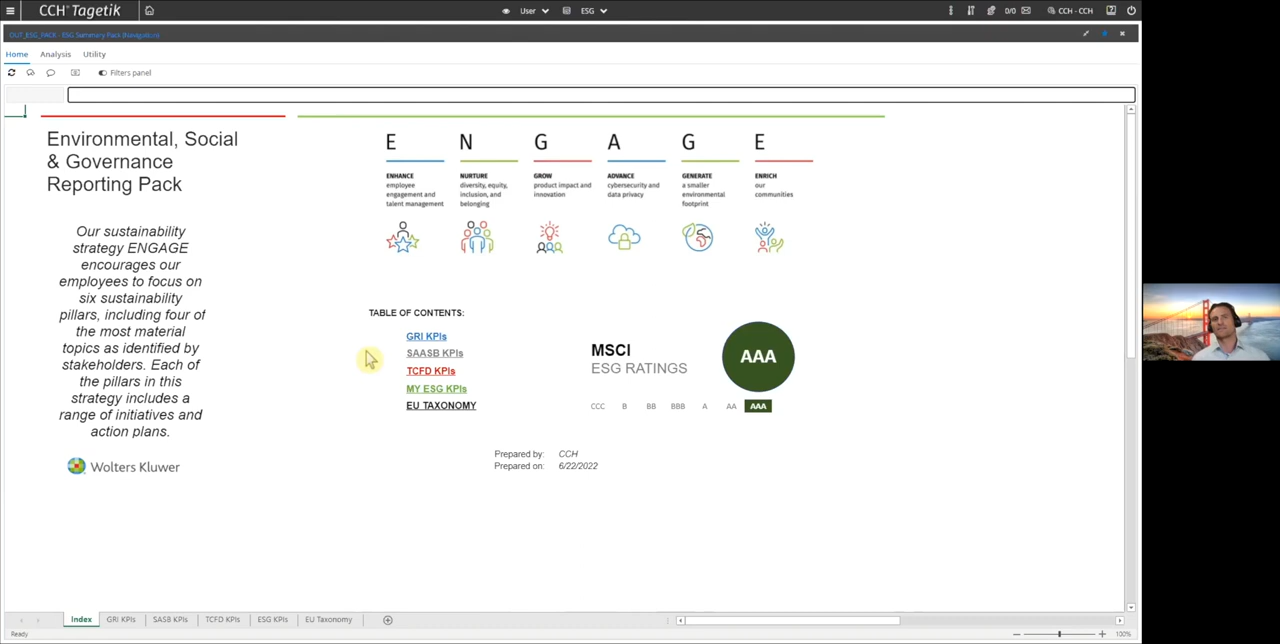 CCH® Tagetik
User
ESG
0/0
CCH - CCH
OUT_ESG_PACK - ESG Summary Pack (Navigation)
Home Analysis Utility
Filters panel
Environmental, Social
& Governance
Reporting Pack
Our sustainability
strategy ENGAGE
encourages our
employees to focus on
six sustainability
pillars, including four of
the most material
topics as identified by
stakeholders. Each of
the pillars in this
strategy includes a
range of initiatives and
action plans.
Wolters Kluwer
E
ENHANCE
employee
engagement and
talent management
N
NURTURE
diversity, equity,
inclusion, and
belonging
G
GROW
product impact and
innovation
A
ADVANCE
cybersecurity and
data privacy
G
GENERATE
a smaller
environmental
footprint
E
ENRICH
our
communities
TABLE OF CONTENTS:
GRI KPIs
SAASB KPIs
TCFD KPIs
MY ESG KPIs
EU TAXONOMY
MSCI
ESG RATINGS
AAA
CCC B BB BBB A AA AAA
Prepared by: CCH
Prepared on: 6/22/2022
Index GRI KPIs SASB KPIs TCFD KPIs ESG KPIs EU Taxonomy
Ready
100%